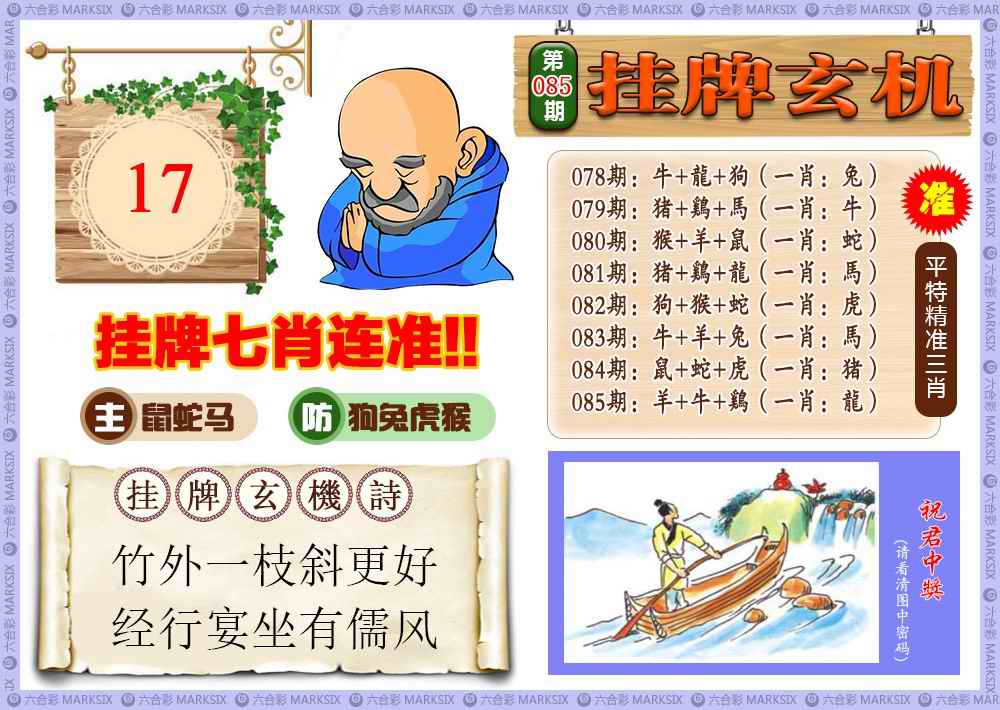 六合彩 MARKSIX
17
第
085
期
挂牌玄机
078期：牛+龍+狗（一肖：兔）
079期：猪+鷄+馬（一肖：牛）
080期：猴+羊+鼠（一肖：蛇）
081期：猪+鷄+龍（一肖：馬）
082期：狗+猴+蛇（一肖：虎）
083期：牛+羊+兔（一肖：馬）
084期：鼠+蛇+虎（一肖：猪）
085期：羊+牛+鷄（一肖：龍）
准
平特精准三肖
挂牌七肖连准!!
主 鼠蛇马
防 狗兔虎猴
挂牌玄機詩
竹外一枝斜更好
经行宴坐有儒风
祝君中獎
（请看清图中密码）